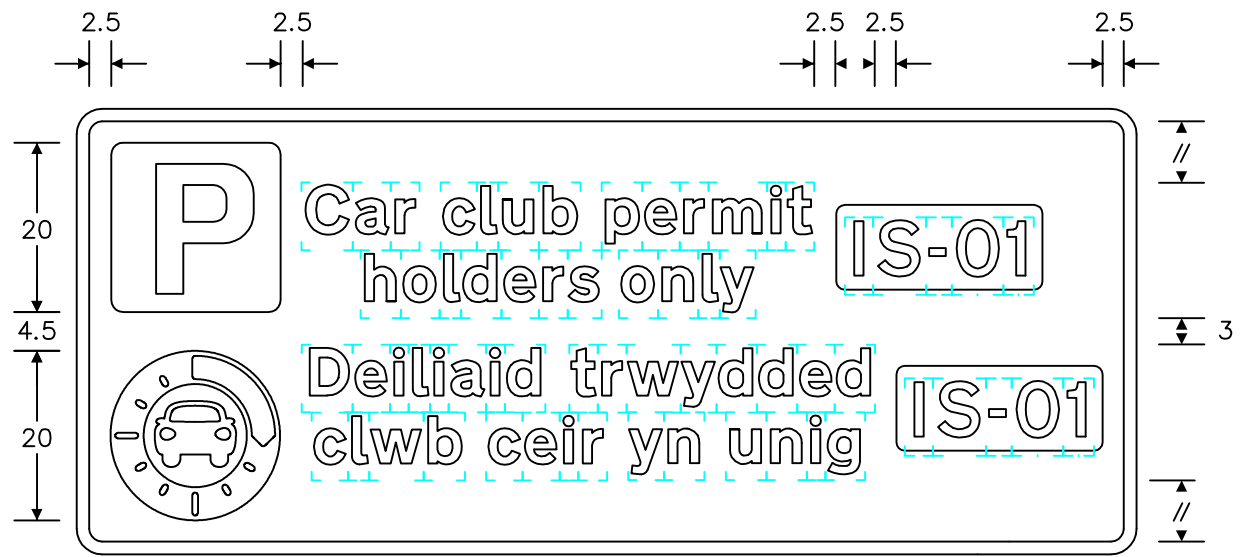 2.5 2.5 2.5 2.5 2.5
P
20
4.5
20
Car club permit
holders only
IS-01
Deiliaid trwydded
clwb ceir yn unig
IS-01
//
3
//